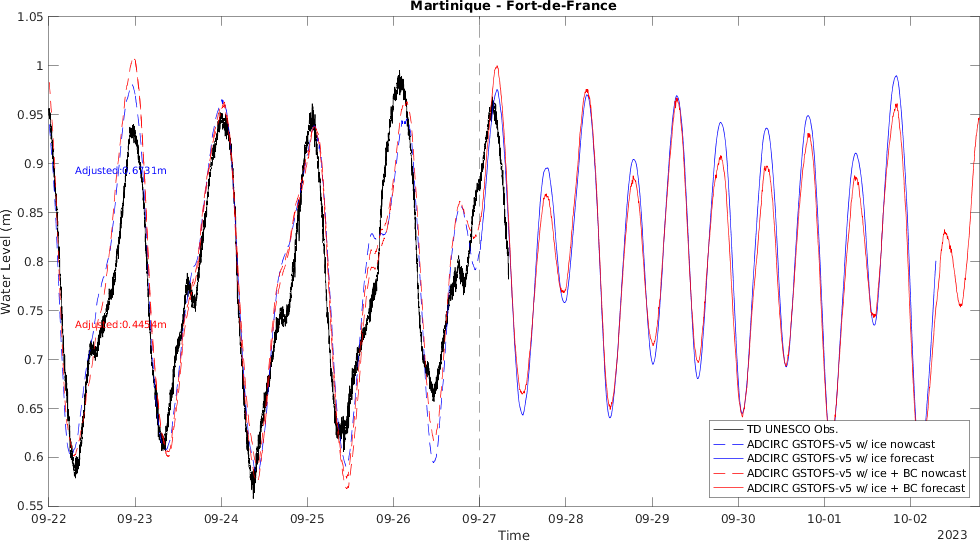 Martinique - Fort-de-France
1.05
1
0.95
0.9
0.85
0.8
0.75
0.7
0.65
0.6
0.55
Water Level (m)
Adjusted:0.6731m
Adjusted:0.4454m
TD UNESCO Obs.
ADCIRC GSTOFS-v5 w/ ice nowcast
ADCIRC GSTOFS-v5 w/ ice forecast
ADCIRC GSTOFS-v5 w/ ice + BC nowcast
ADCIRC GSTOFS-v5 w/ ice + BC forecast
09-22 09-23 09-24 09-25 09-26 09-27 09-28 09-29 09-30 10-01 10-02
Time
2023